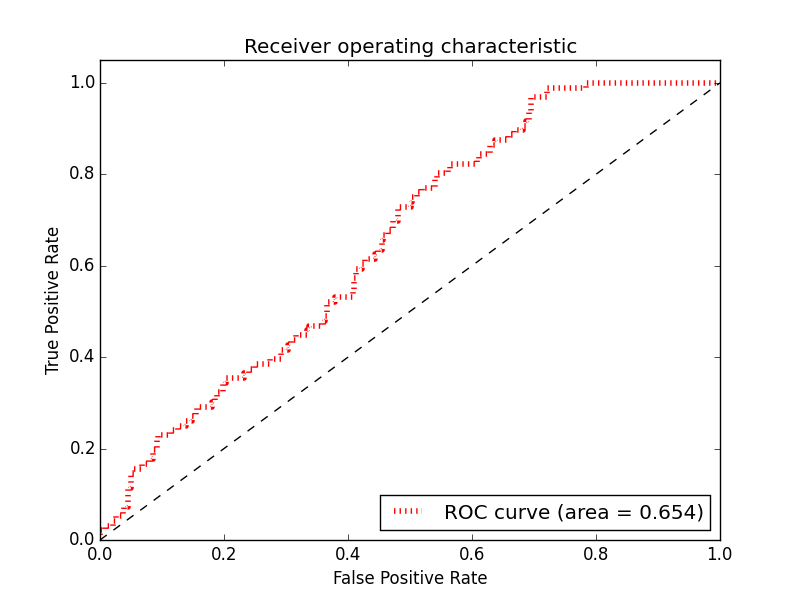 Receiver operating characteristic
1.0
0.8
0.6
0.4
0.2
0.0
True Positive Rate
ROC curve (area = 0.654)
0.0 0.2 0.4 0.6 0.8 1.0
False Positive Rate